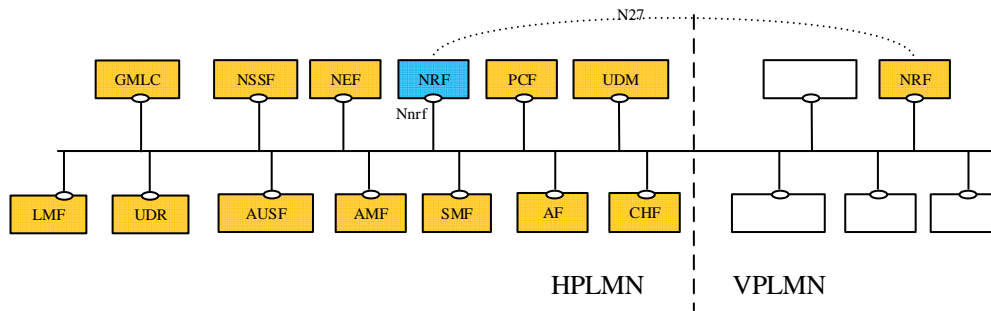 N27
GMLC NSSF NEF NRF PCF UDM NRF
Nnrf
LMF UDR AUSF AMF SMF AF CHF
HPLMN VPLMN